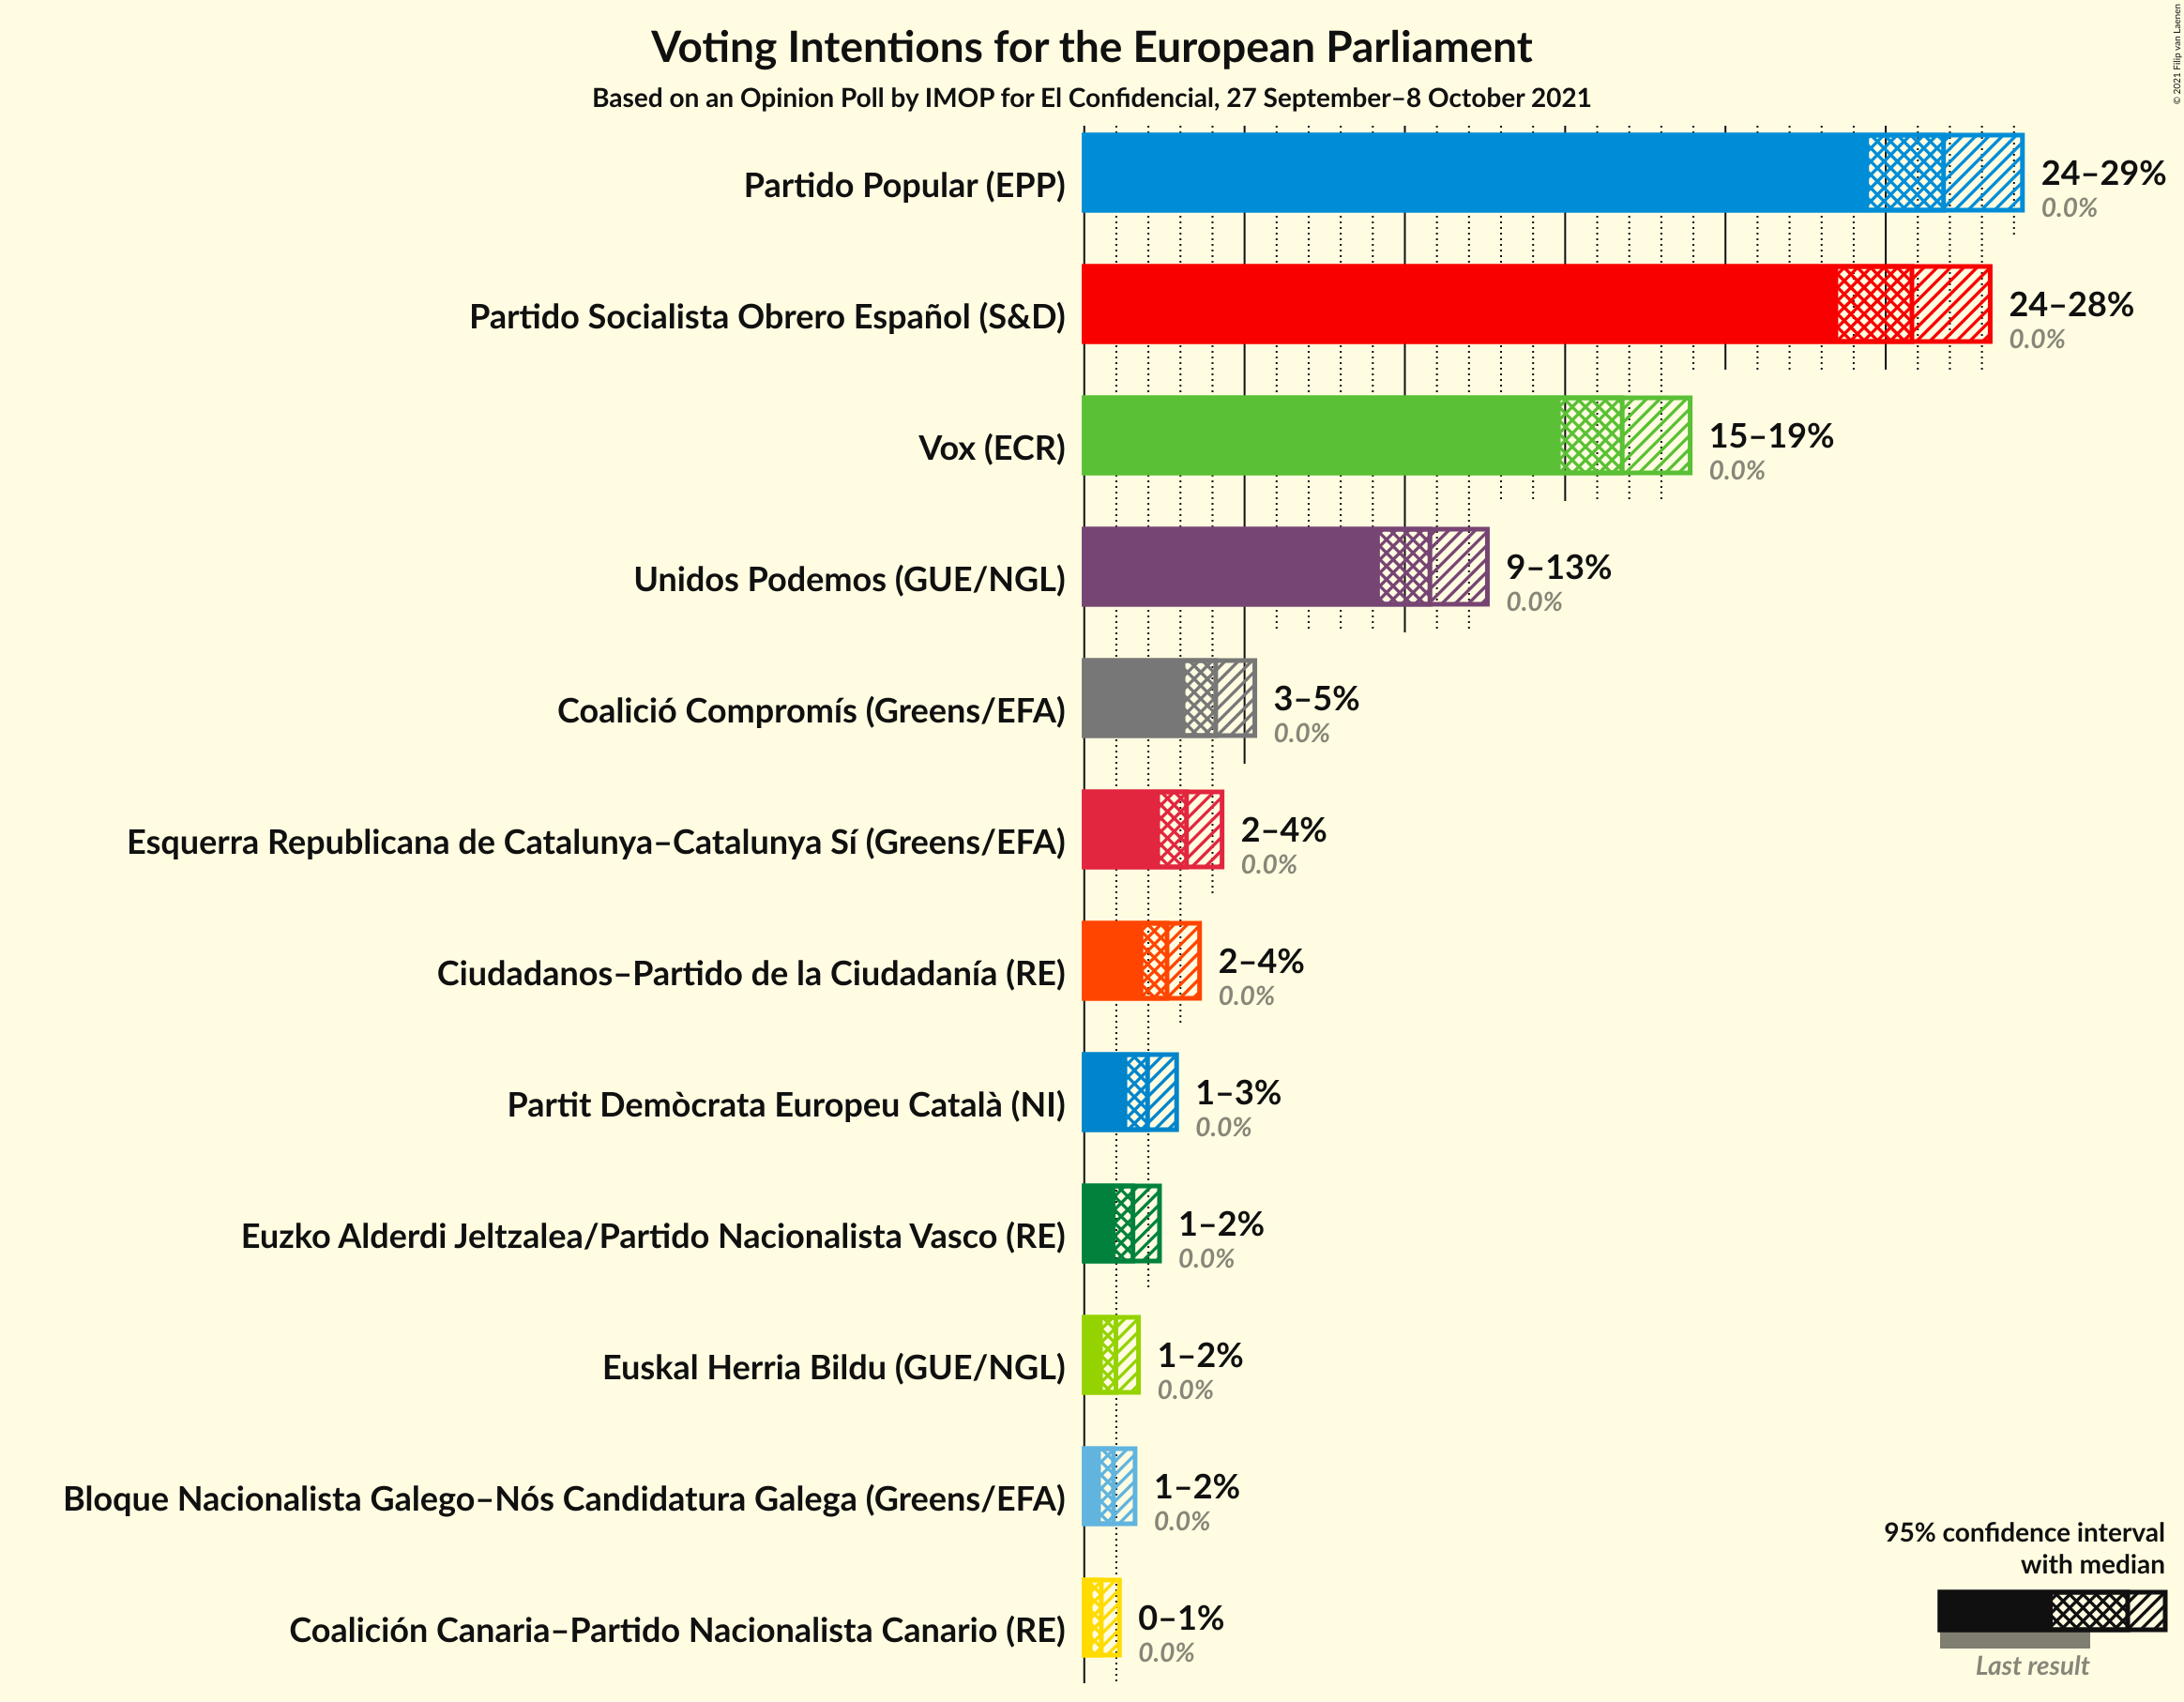 Voting Intentions for the European Parliament
Based on an Opinion Poll by IMOP for El Confidencial, 27 September–8 October 2021
© 2021 Filip van Laenen
Partido Popular (EPP)
24–29%
0.0%
Partido Socialista Obrero Español (S&D)
24–28%
0.0%
Vox (ECR)
15–19%
0.0%
Unidos Podemos (GUE/NGL)
9–13%
0.0%
Coalició Compromís (Greens/EFA)
3–5%
0.0%
Esquerra Republicana de Catalunya–Catalunya Sí (Greens/EFA)
2–4%
0.0%
Ciudadanos–Partido de la Ciudadanía (RE)
2–4%
0.0%
Partit Demòcrata Europeu Català (NI)
1–3%
0.0%
Euzko Alderdi Jeltzalea/Partido Nacionalista Vasco (RE)
1–2%
0.0%
Euskal Herria Bildu (GUE/NGL)
1–2%
0.0%
Bloque Nacionalista Galego–Nós Candidatura Galega (Greens/EFA)
1–2%
0.0%
Coalición Canaria–Partido Nacionalista Canario (RE)
0–1%
0.0%
95% confidence interval
with median
Last result